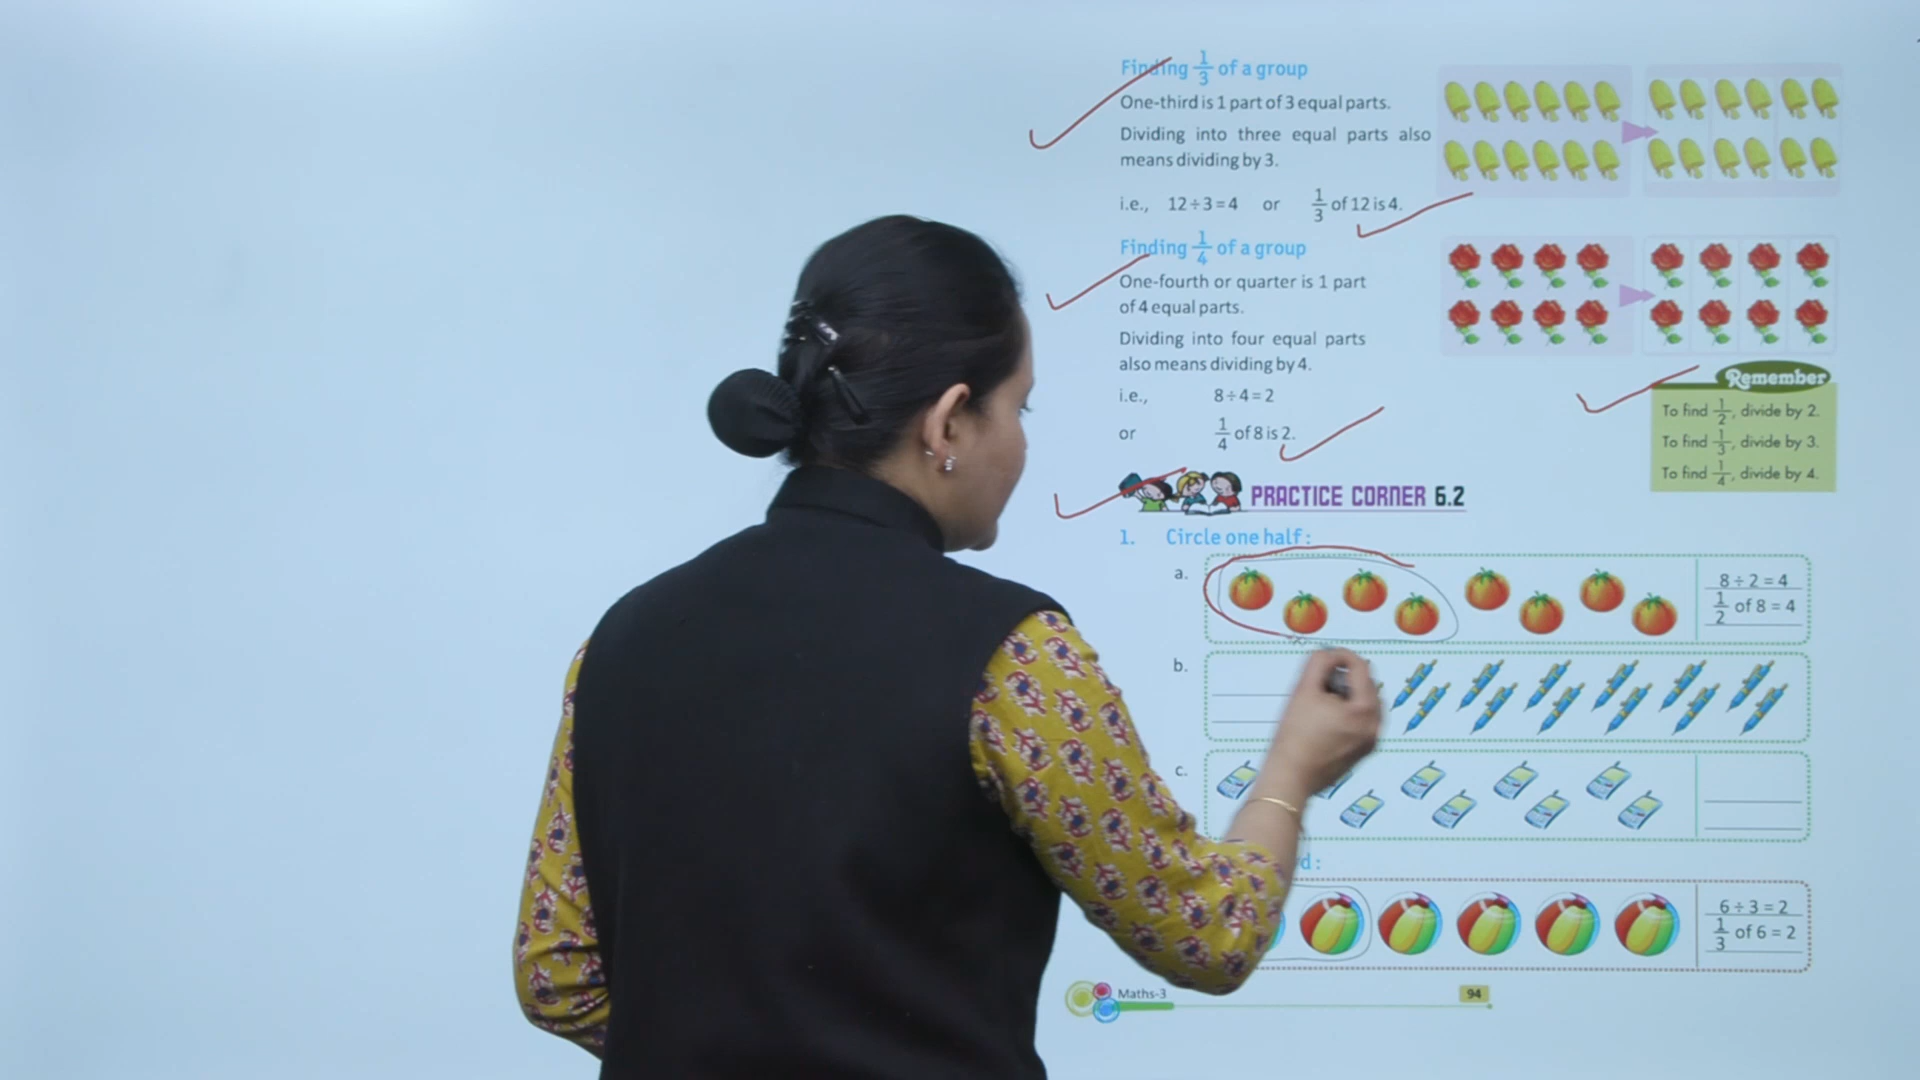 Finding 1/3 of a group
One-third is 1 part of 3 equal parts.
Dividing into three equal parts also
means dividing by 3.
i.e., 12÷3=4 or 1/3 of 12 is 4.
Finding 1/4 of a group
One-fourth or quarter is 1 part
of 4 equal parts.
Dividing into four equal parts
also means dividing by 4.
i.e., 8÷4=2
or 1/4 of 8 is 2.
Remember
To find 1/2, divide by 2.
To find 1/3, divide by 3.
To find 1/4, divide by 4.
PRACTICE CORNER 6.2
1. Circle one half:
a.
8÷2=4
1/2 of 8=4
b.
c.
6÷3=2
1/3 of 6=2
Maths-3
94